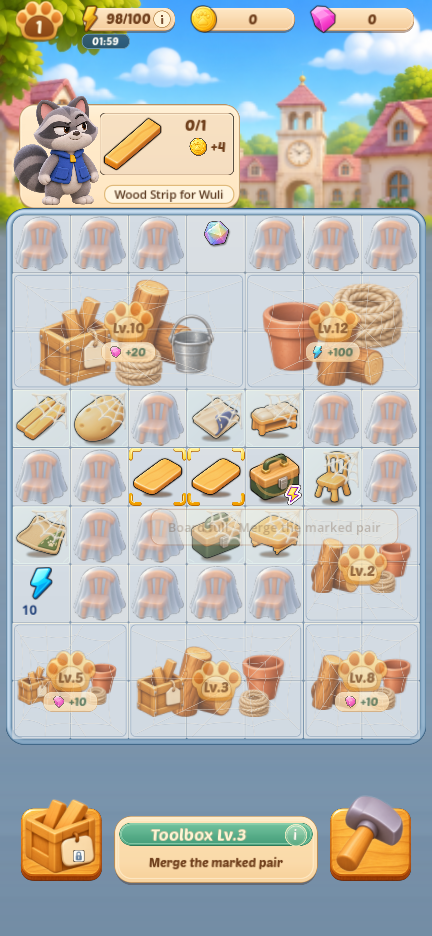 1
98/100
i
0
0
01:59
0/1
+4
Wood Strip for Wuli
Lv.10
+20
Lv.12
+100
Board full! Merge the marked pair
10
Lv.2
Lv.5
+10
Lv.3
Lv.8
+10
Toolbox Lv.3
i
Merge the marked pair